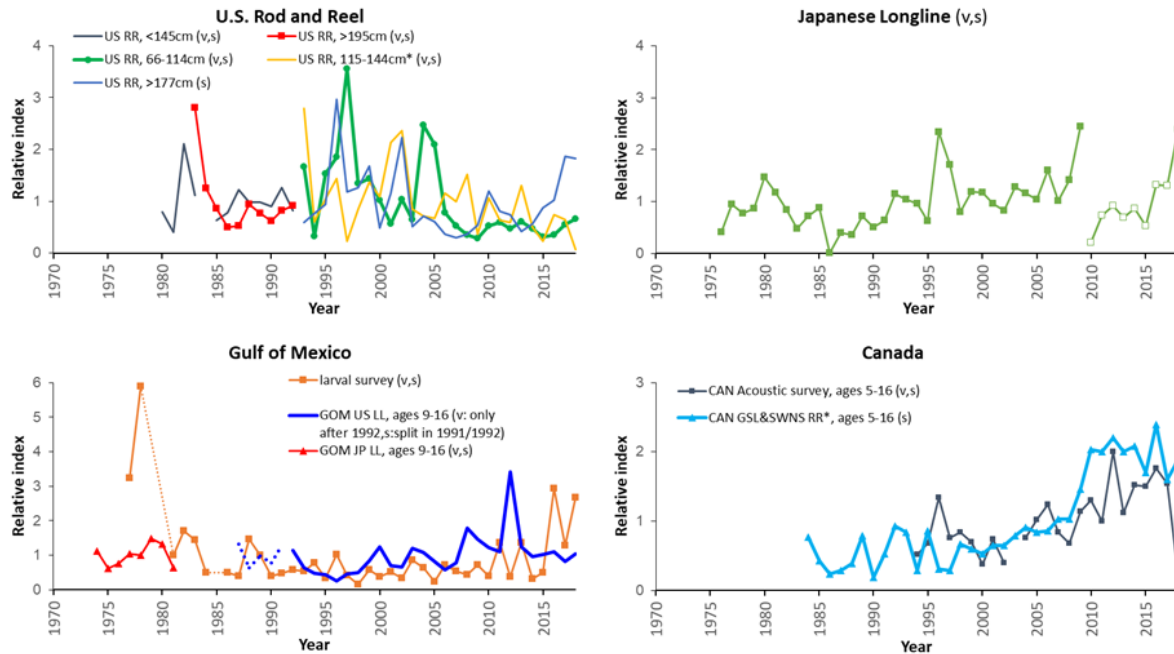 U.S. Rod and Reel
US RR, <145cm (v,s)
US RR, >195cm (v,s)
US RR, 66-114cm (v,s)
US RR, 115-144cm* (v,s)
US RR, >177cm (s)
Relative index
4
3
2
1
0
1970
1975
1980
1985
1990
1995
2000
2005
2010
2015
Year
Japanese Longline (v,s)
Relative index
4
3
2
1
0
1970
1975
1980
1985
1990
1995
2000
2005
2010
2015
Year
Gulf of Mexico
larval survey (v,s)
GOM US LL, ages 9-16 (v: only
after 1992,s:split in 1991/1992)
GOM JP LL, ages 9-16 (v,s)
Relative index
6
5
4
3
2
1
0
1970
1975
1980
1985
1990
1995
2000
2005
2010
2015
Year
Canada
CAN Acoustic survey, ages 5-16 (v,s)
CAN GSL&SWNS RR*, ages 5-16 (s)
Relative index
3
2
1
0
1970
1975
1980
1985
1990
1995
2000
2005
2010
2015
Year